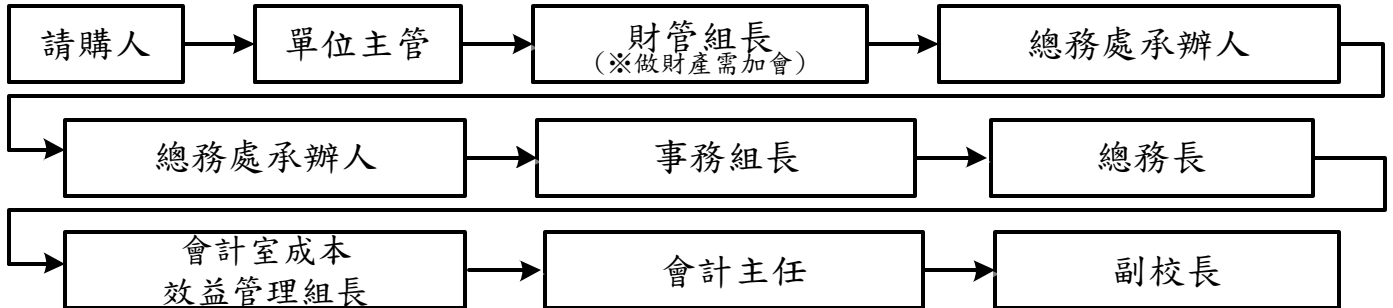 請購人
單位主管
財管組長
(※做財產需加會)
總務處承辦人
總務處承辦人
事務組長
總務長
會計室成本
效益管理組長
會計主任
副校長